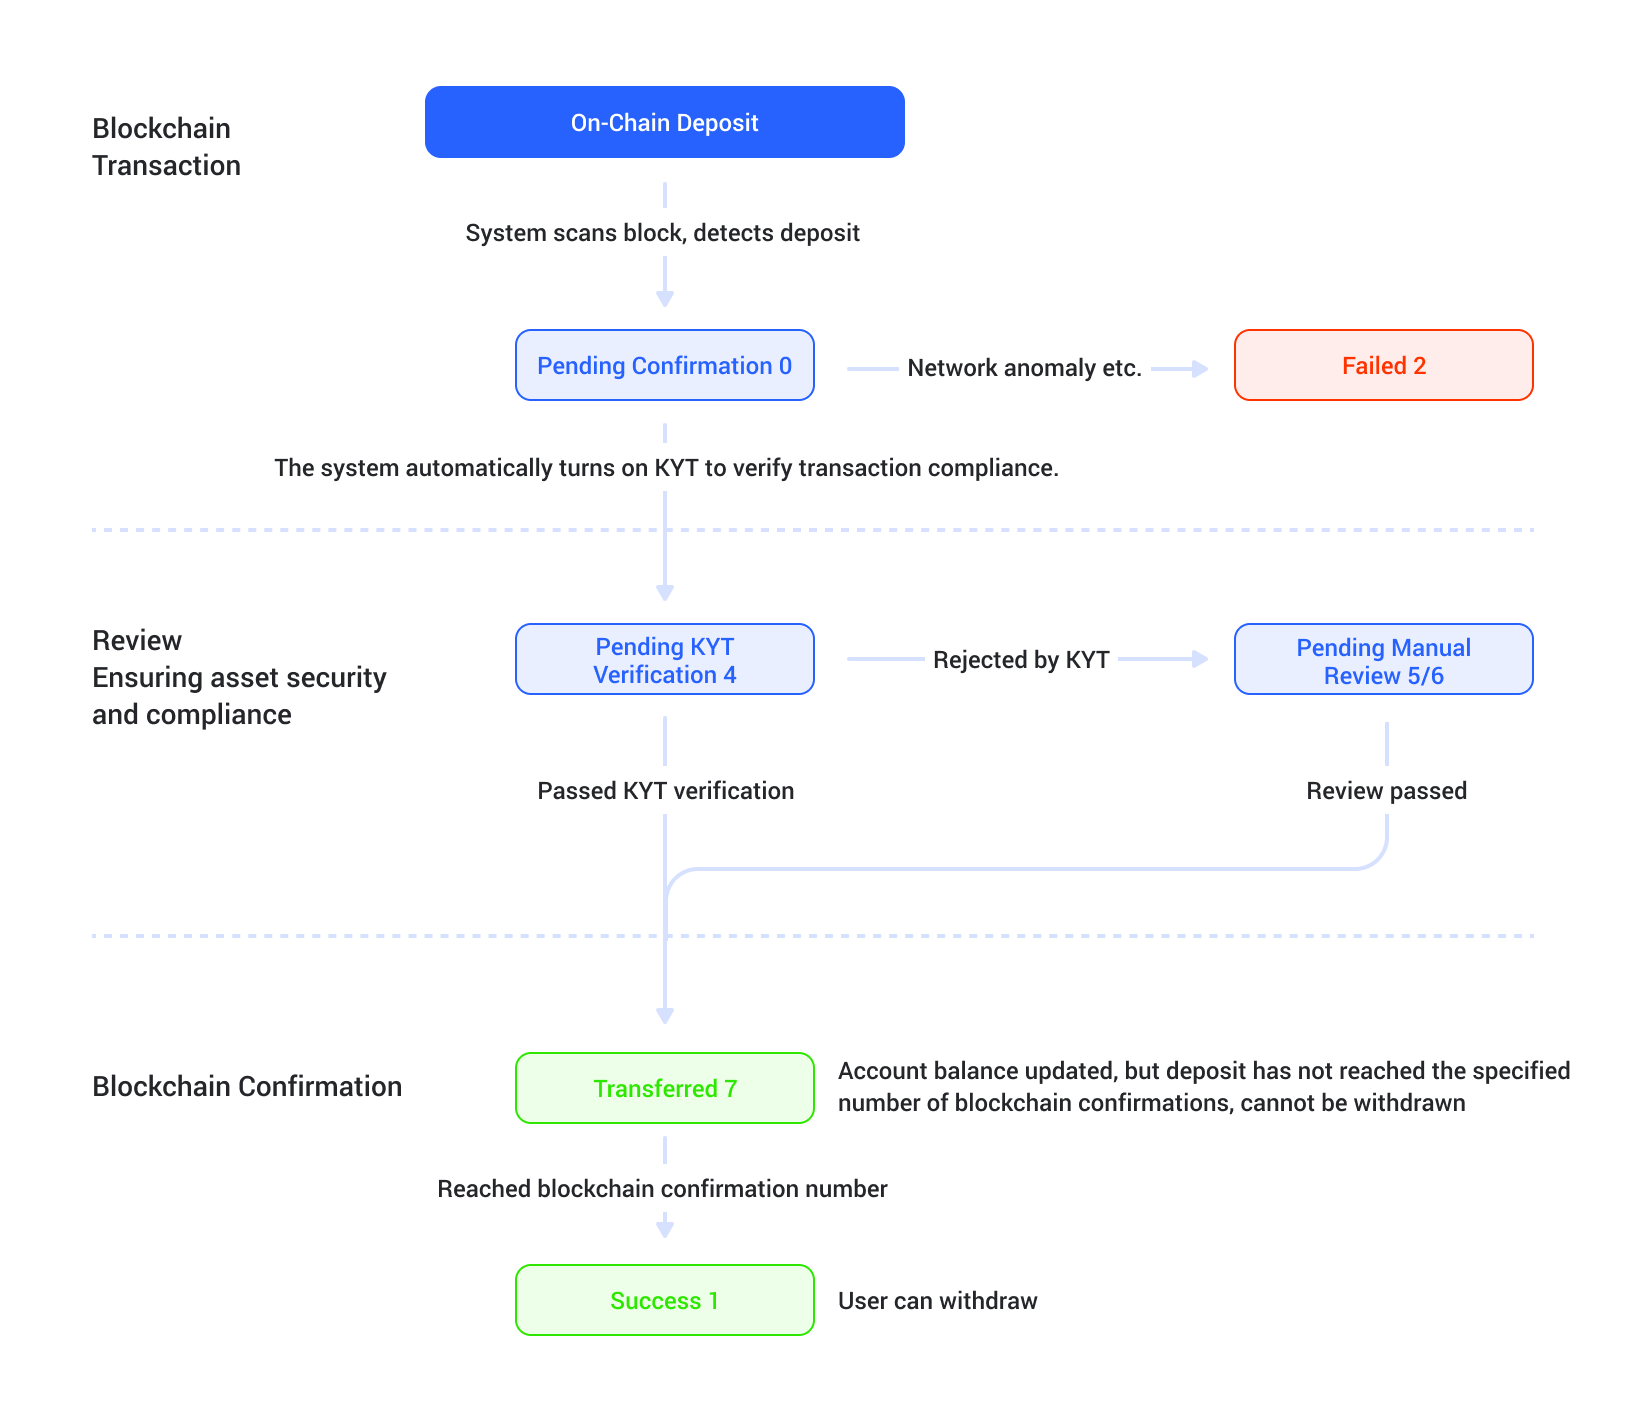 Blockchain
Transaction
On-Chain Deposit
System scans block, detects deposit
Pending Confirmation 0
Network anomaly etc.
Failed 2
The system automatically turns on KYT to verify transaction compliance.
Review
Ensuring asset security
and compliance
Pending KYT
Verification 4
Rejected by KYT
Pending Manual
Review 5/6
Passed KYT verification
Review passed
Blockchain Confirmation
Transferred 7
Account balance updated, but deposit has not reached the specified
number of blockchain confirmations, cannot be withdrawn
Reached blockchain confirmation number
Success 1
User can withdraw